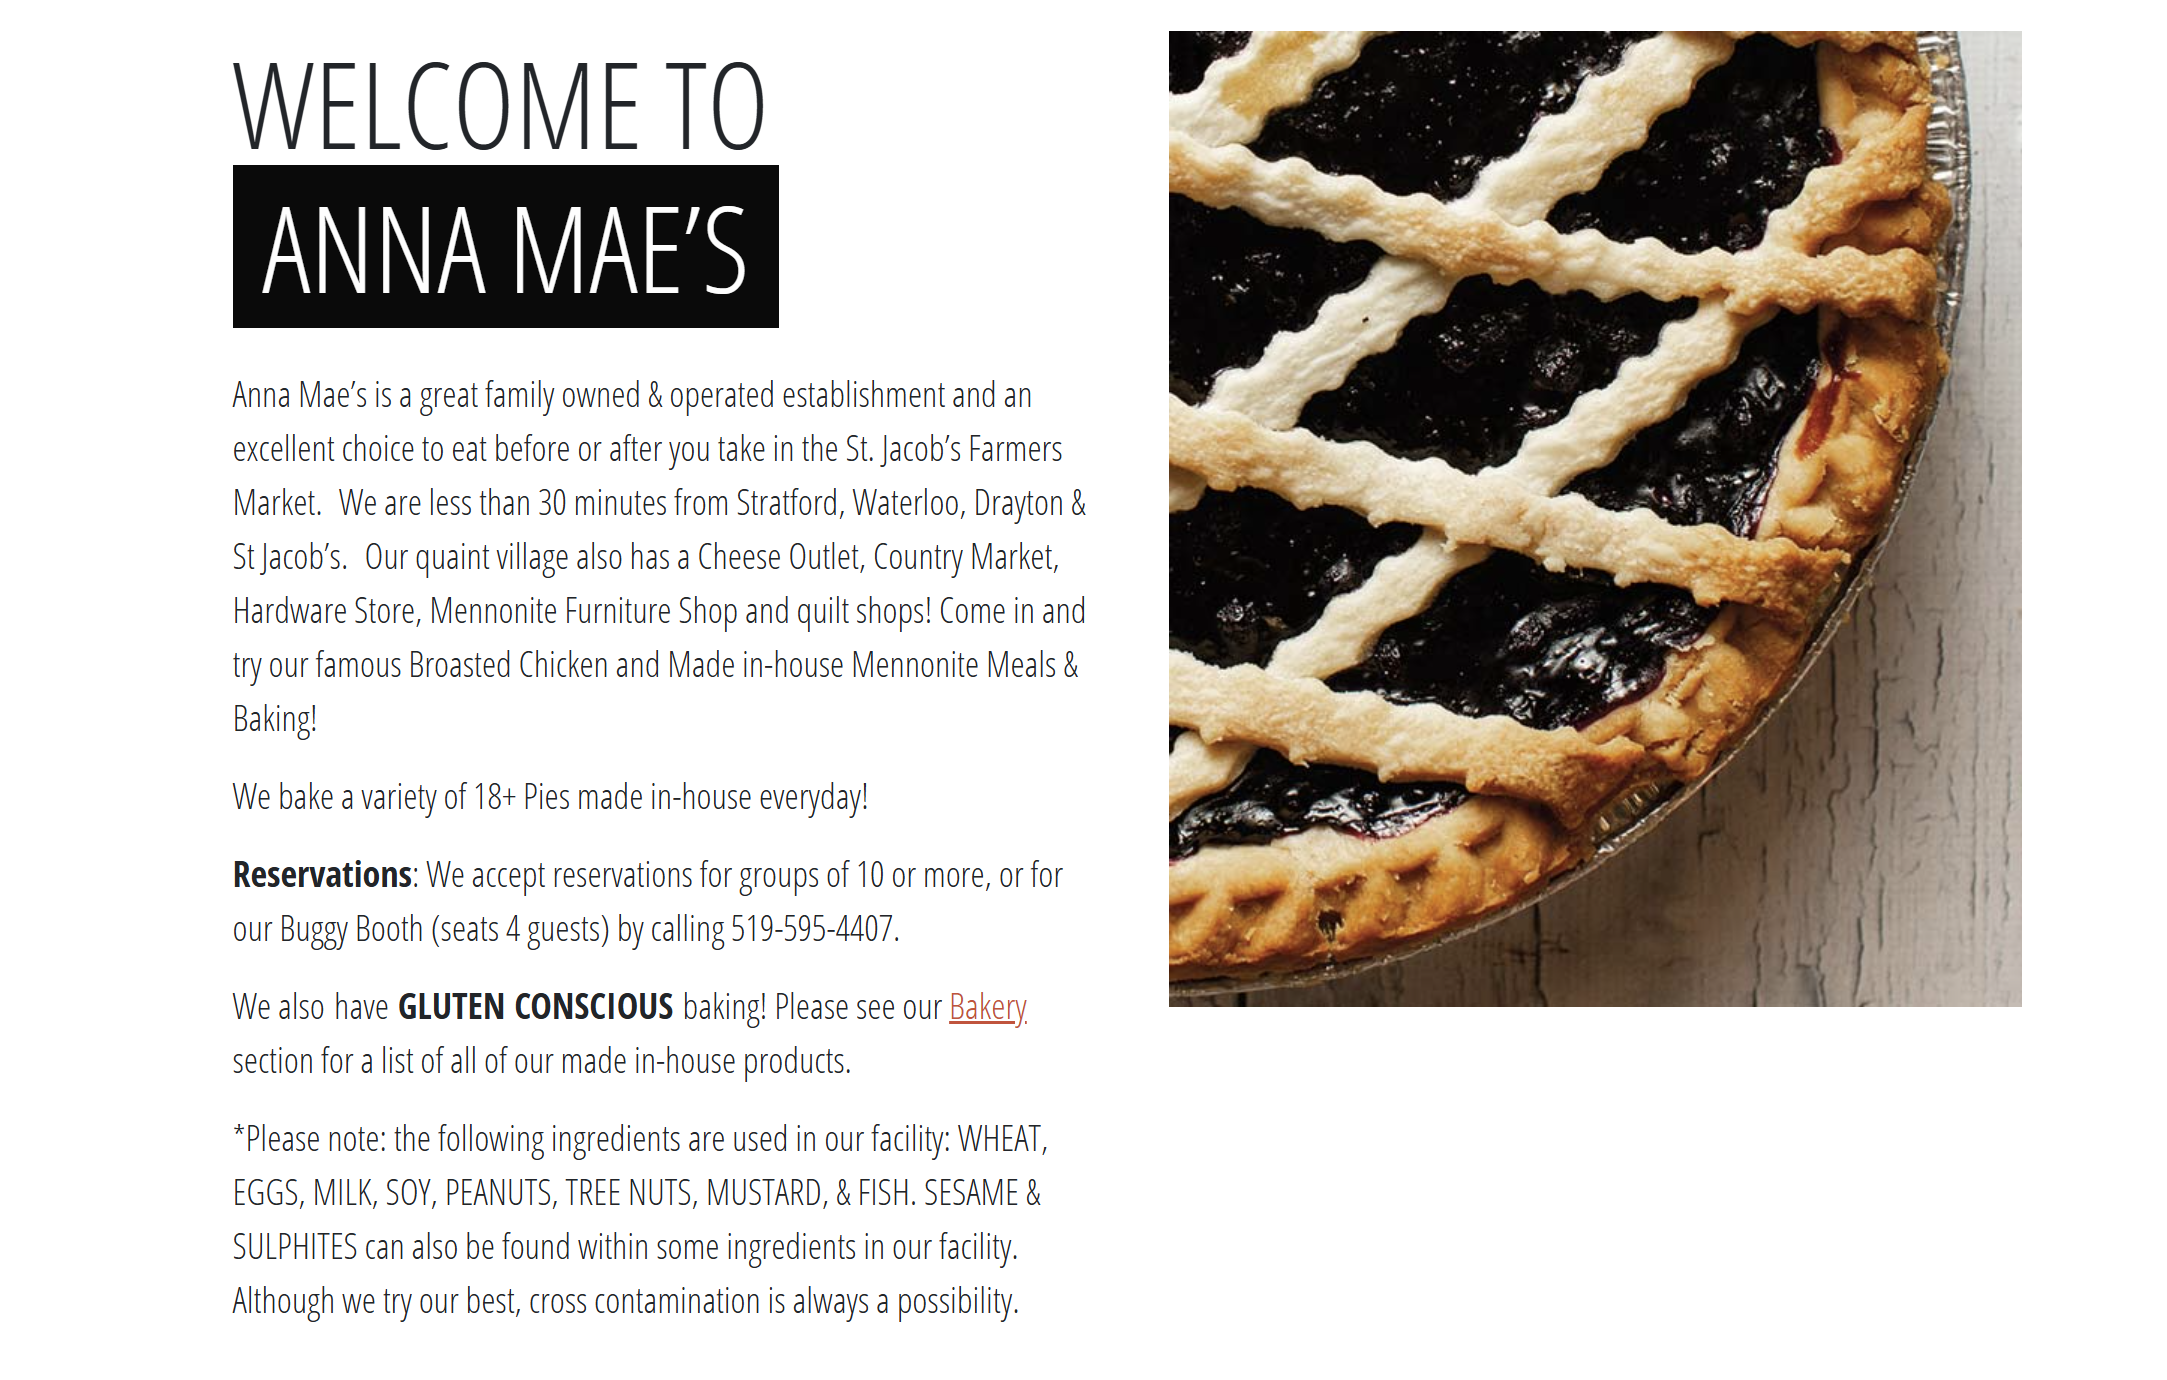 WELCOME TO
ANNA MAE’S
Anna Mae’s is a great family owned & operated establishment and an
excellent choice to eat before or after you take in the St. Jacob’s Farmers
Market.  We are less than 30 minutes from Stratford, Waterloo, Drayton &
St Jacob’s.  Our quaint village also has a Cheese Outlet, Country Market,
Hardware Store, Mennonite Furniture Shop and quilt shops! Come in and
try our famous Broasted Chicken and Made in-house Mennonite Meals &
Baking!
We bake a variety of 18+ Pies made in-house everyday!
Reservations: We accept reservations for groups of 10 or more, or for
our Buggy Booth (seats 4 guests) by calling 519-595-4407.
We also have GLUTEN CONSCIOUS baking! Please see our Bakery
section for a list of all of our made in-house products.
*Please note: the following ingredients are used in our facility: WHEAT,
EGGS, MILK, SOY, PEANUTS, TREE NUTS, MUSTARD, & FISH. SESAME &
SULPHITES can also be found within some ingredients in our facility.
Although we try our best, cross contamination is always a possibility.